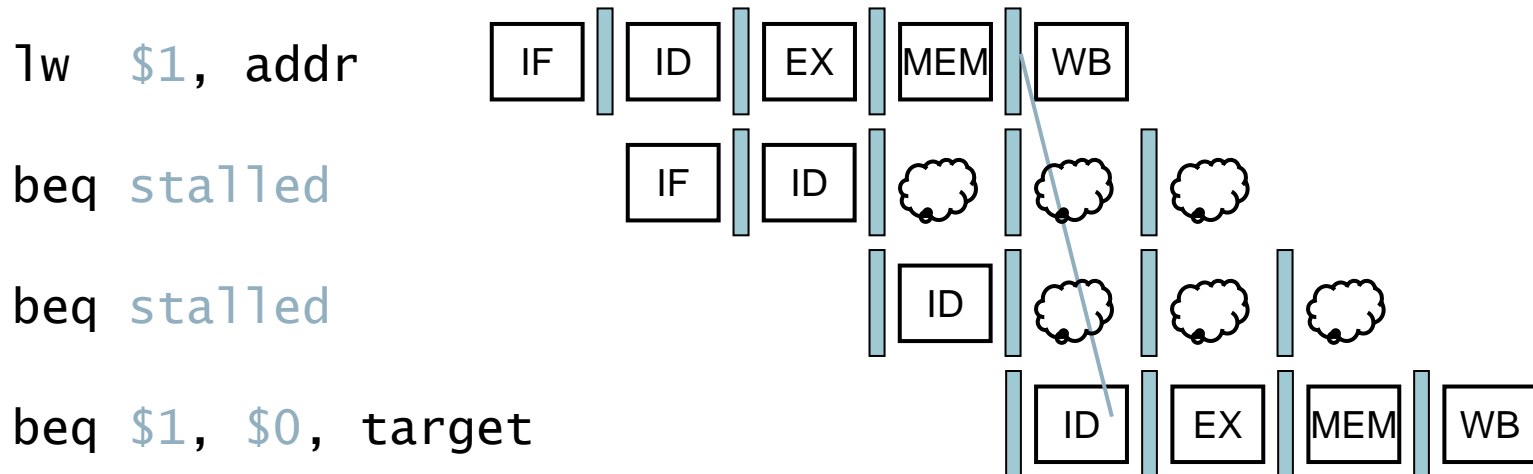 lw $1, addr IF ID EX MEM WB
beq stalled IF ID
beq stalled ID
beq $1, $0, target ID EX MEM WB